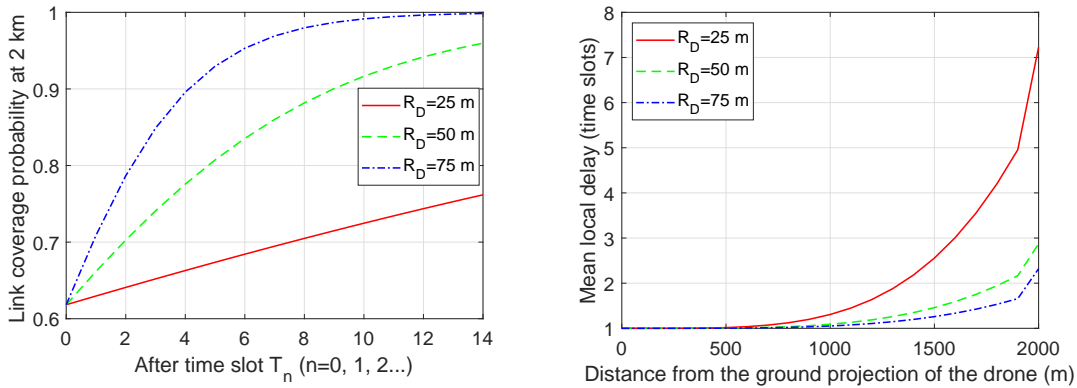 Link coverage probability at 2 km
1
0.9
0.8
0.7
0.6
R_D=25 m
R_D=50 m
R_D=75 m
0 2 4 6 8 10 12 14
After time slot T_n (n=0, 1, 2...)
Mean local delay (time slots)
8
7
6
5
4
3
2
1
R_D=25 m
R_D=50 m
R_D=75 m
0 500 1000 1500 2000
Distance from the ground projection of the drone (m)